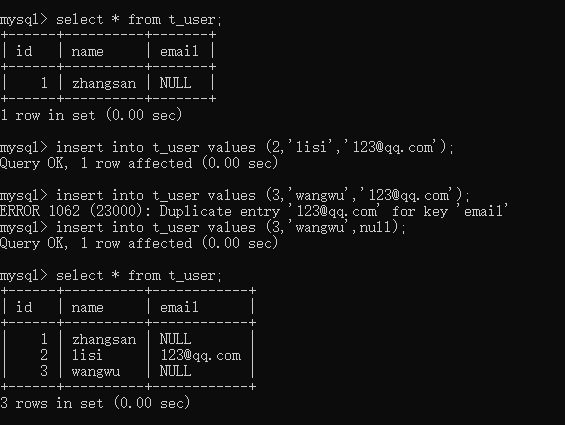 mysql> select * from t_user;
+------+----------+-------+
| id   | name     | email |
+------+----------+-------+
|    1 | zhangsan | NULL  |
+------+----------+-------+
1 row in set (0.00 sec)
mysql> insert into t_user values (2,'lisi','123@qq.com');
Query OK, 1 row affected (0.00 sec)
mysql> insert into t_user values (3,'wangwu','123@qq.com');
ERROR 1062 (23000): Duplicate entry '123@qq.com' for key 'email'
mysql> insert into t_user values (3,'wangwu',null);
Query OK, 1 row affected (0.00 sec)
mysql> select * from t_user;
+------+----------+------------+
| id   | name     | email      |
+------+----------+------------+
|    1 | zhangsan | NULL       |
|    2 | lisi     | 123@qq.com |
|    3 | wangwu   | NULL       |
+------+----------+------------+
3 rows in set (0.00 sec)